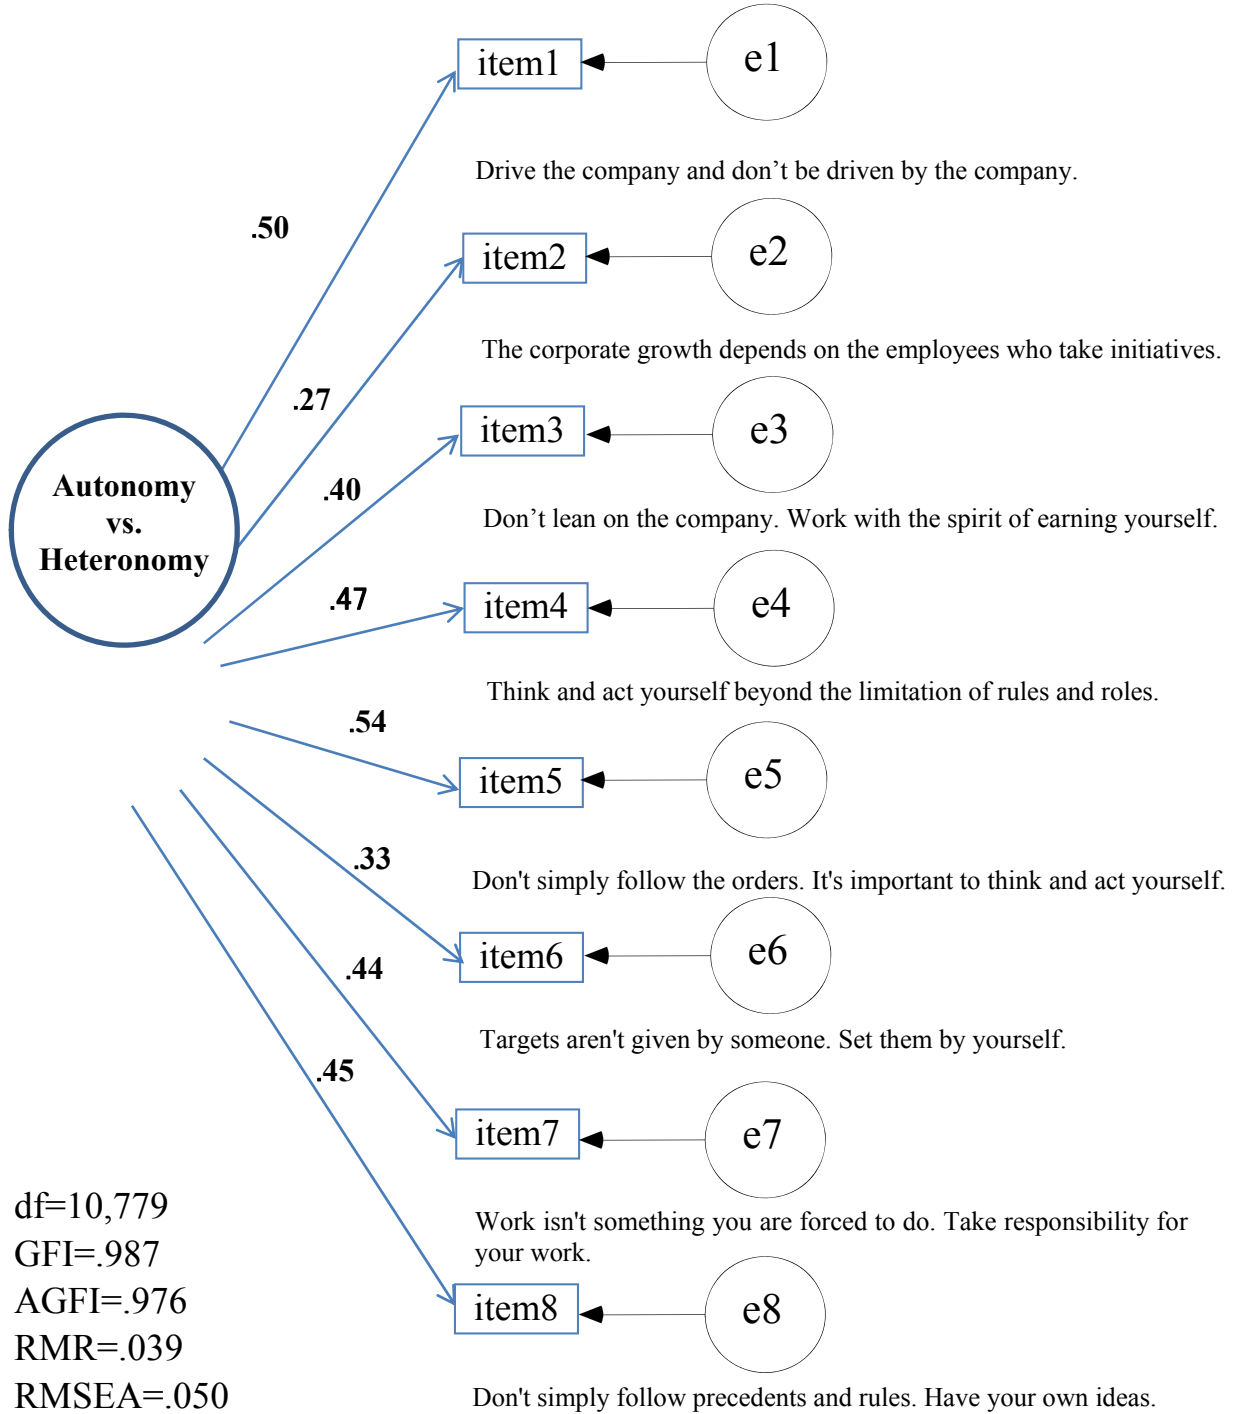 item1
e1
Drive the company and don’t be driven by the company.
.50
item2
e2
The corporate growth depends on the employees who take initiatives.
.27
item3
e3
Autonomy
vs.
Heteronomy
.40
Don’t lean on the company. Work with the spirit of earning yourself.
.47
item4
e4
Think and act yourself beyond the limitation of rules and roles.
.54
item5
e5
.33
Don't simply follow the orders. It's important to think and act yourself.
item6
e6
.44
Targets aren't given by someone. Set them by yourself.
.45
item7
e7
Work isn't something you are forced to do. Take responsibility for
your work.
item8
e8
Don't simply follow precedents and rules. Have your own ideas.
df=10,779
GFI=.987
AGFI=.976
RMR=.039
RMSEA=.050